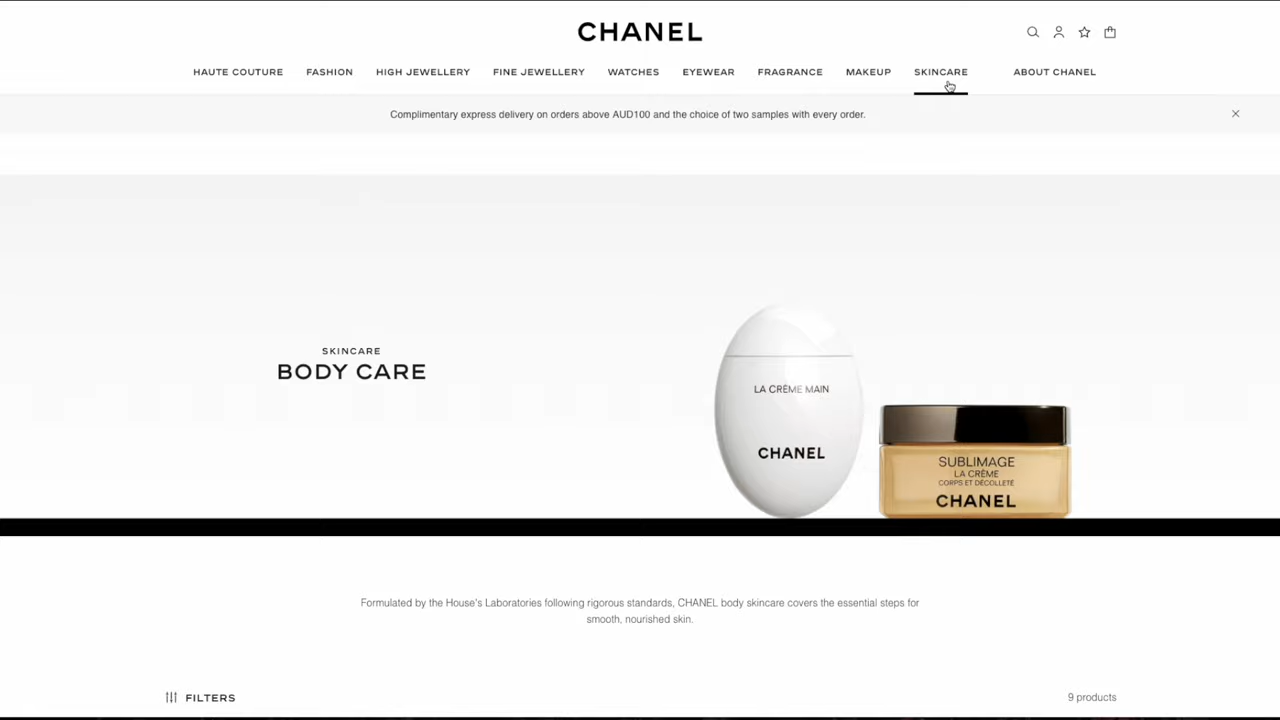 CHANEL
HAUTE COUTURE FASHION HIGH JEWELLERY FINE JEWELLERY WATCHES EYEWEAR FRAGRANCE MAKEUP SKINCARE ABOUT CHANEL
Complimentary express delivery on orders above AUD100 and the choice of two samples with every order.
SKINCARE
BODY CARE
LA CRÈME MAIN
CHANEL
SUBLIMAGE
LA CRÈME
CORPS ET DÉCOLLETÉ
CHANEL
Formulated by the House's Laboratories following rigorous standards, CHANEL body skincare covers the essential steps for
smooth, nourished skin.
FILTERS
9 products